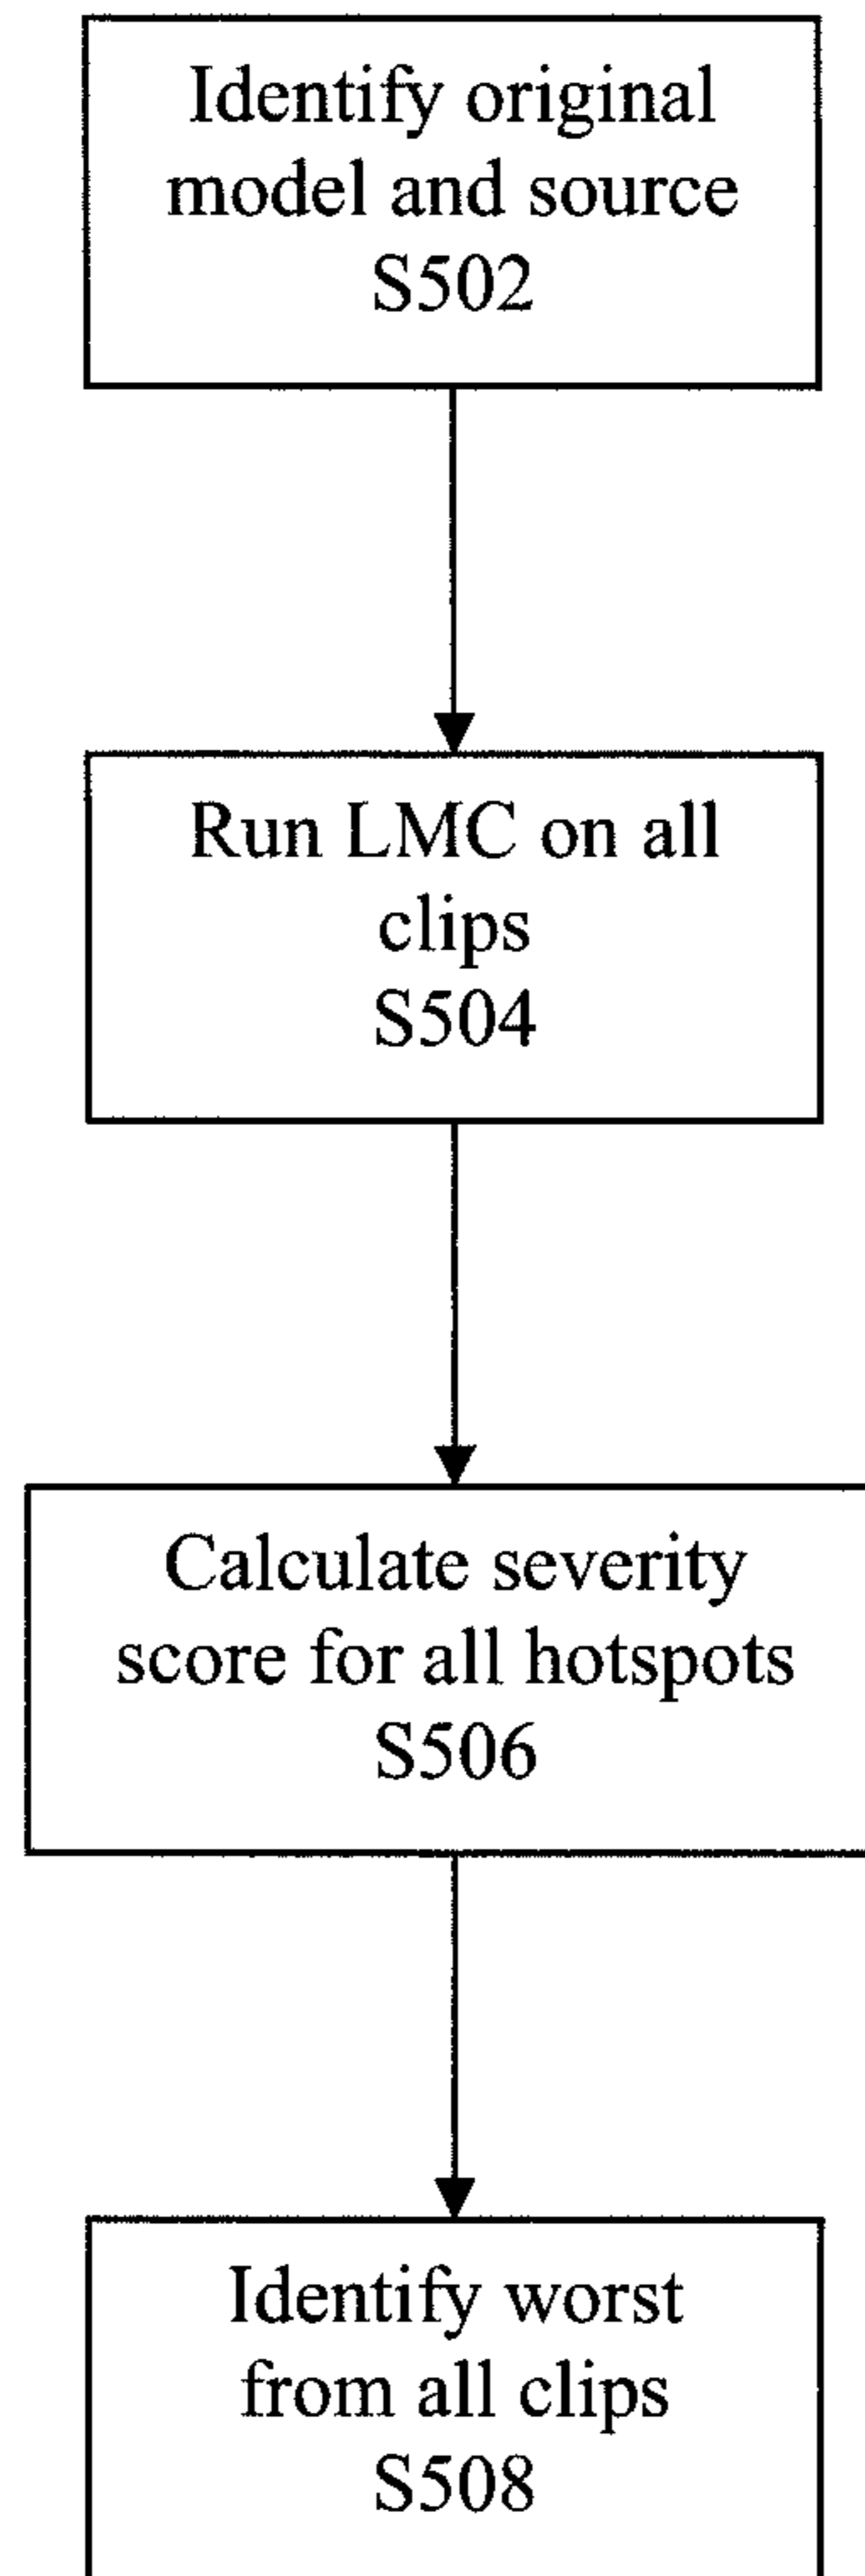 Identify original
model and source
S502
Run LMC on all
clips
S504
Calculate severity
score for all hotspots
S506
Identify worst
from all clips
S508